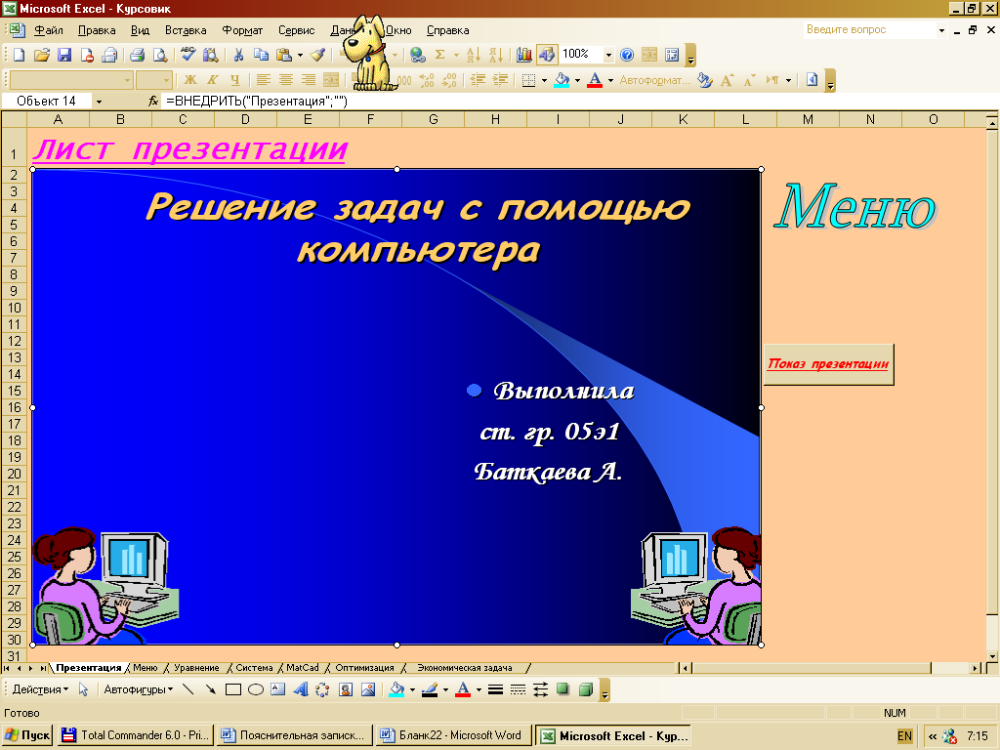 Microsoft Excel - Курсовик
Файл Правка Вид Вставка Формат Сервис Окно Справка
Введите вопрос
100%
Ж К Ч Автоформат...
Объект 14 fx =ВНЕДРИТЬ("Презентация";"")
A B C D E F G H I J K L M N O
1 Лист презентации
2
3
4
5
6
7
8
9
10
11
12
13
14
15
16
17
18
19
20
21
22
23
24
25
26
27
28
29
30
31
Решение задач с помощью
компьютера
Меню
Показ презентации
Выполнила
ст. гр. 05э1
Баткаева А.
Презентация Меню Уравнение Система MatCad Оптимизация Экономическая задача
Действия Автофигуры
Готово NUM
Пуск Total Commander 6.0 - Pri... Пояснительная записк... Бланк22 - Microsoft Word Microsoft Excel - Кур... EN « 7:15